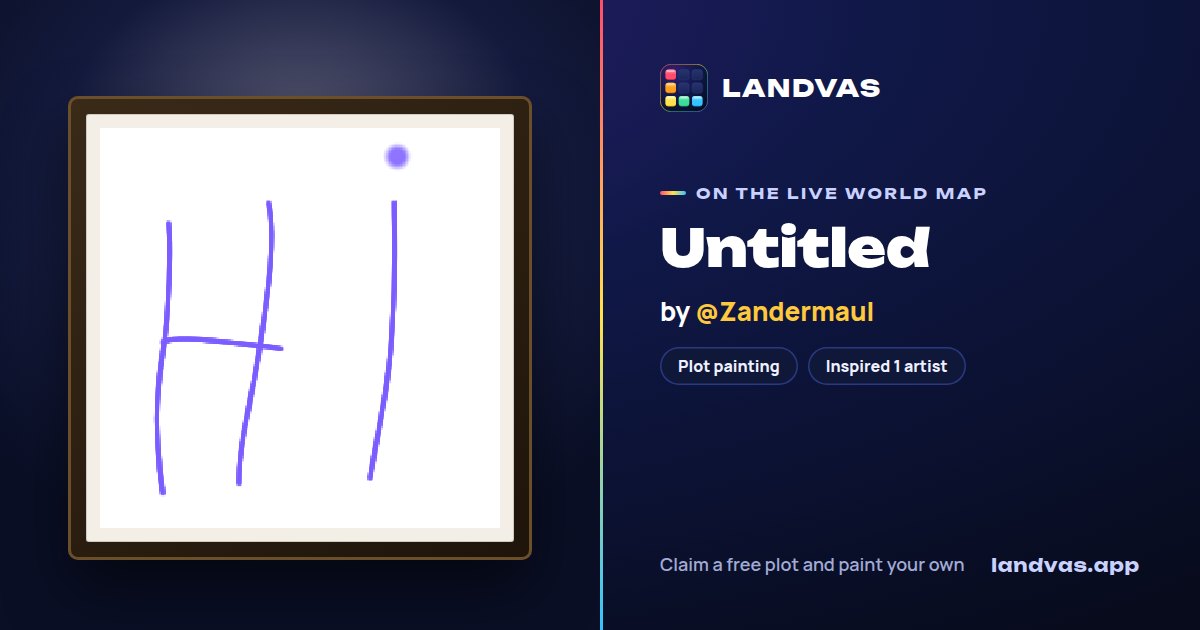 Hi
LANDVAS
ON THE LIVE WORLD MAP
Untitled
by @Zandermaul
Plot painting
Inspired 1 artist
Claim a free plot and paint your own
landvas.app